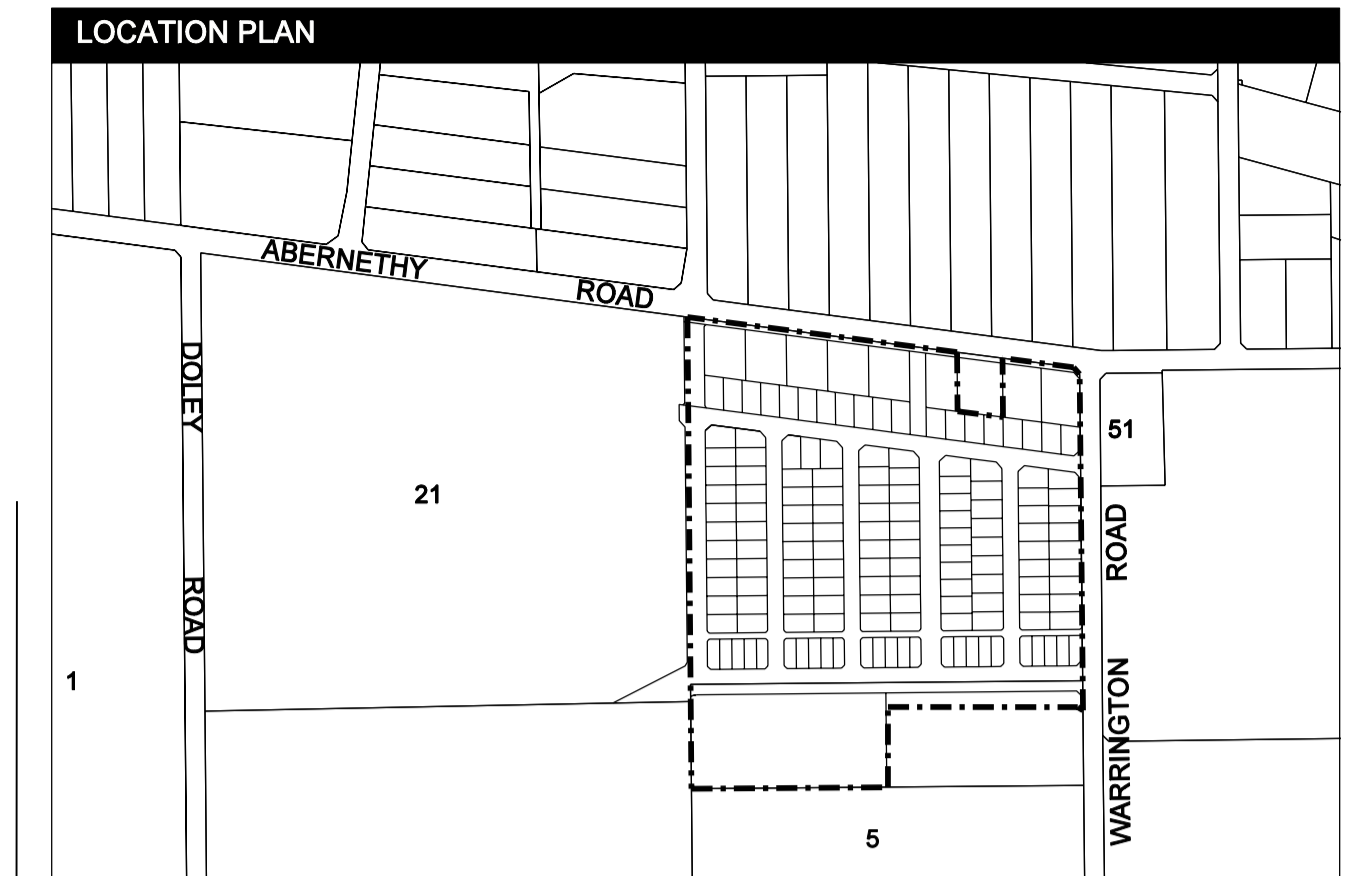 LOCATION PLAN
ABERNETHY ROAD
DOLEY ROAD
21
51
WARRINGTON ROAD
1
5